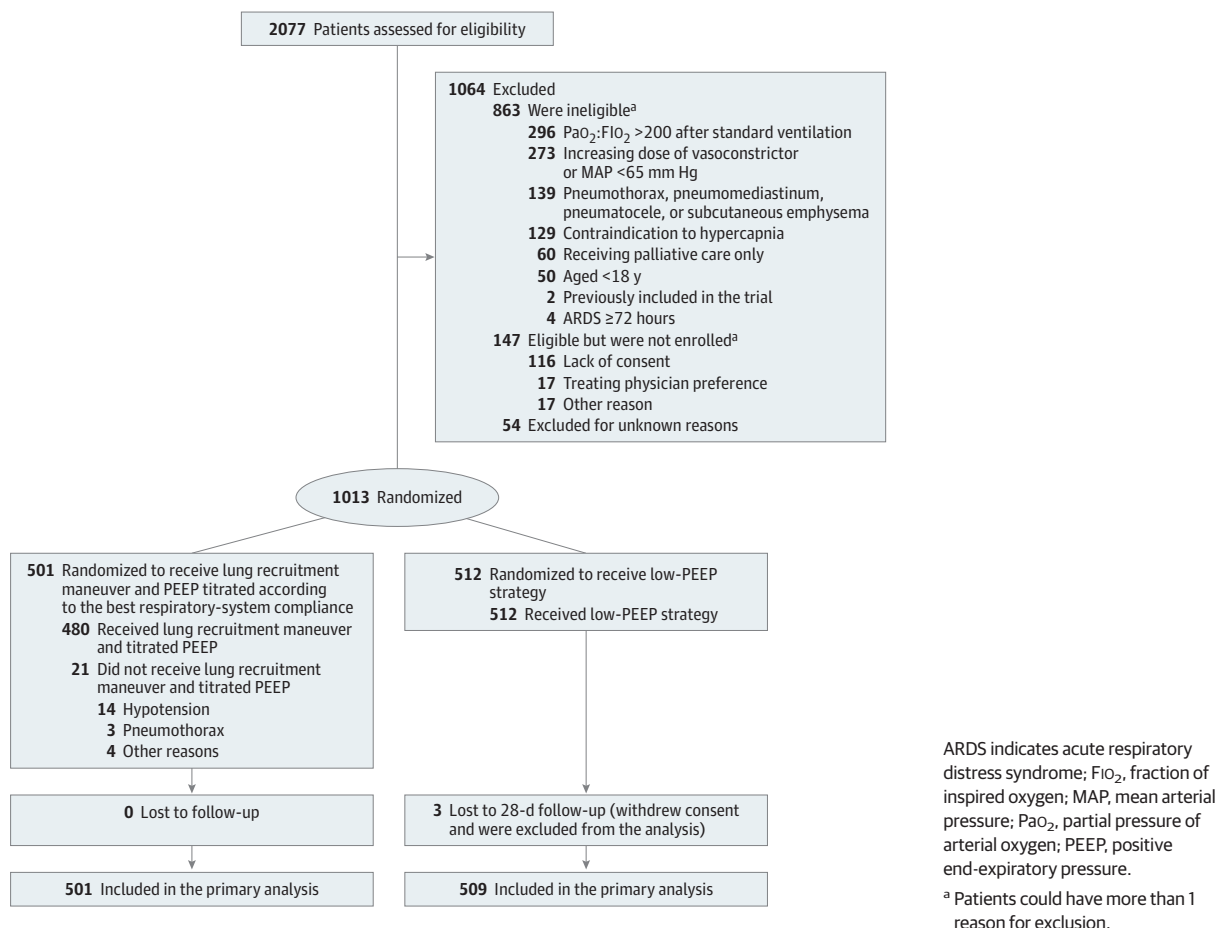 2077 Patients assessed for eligibility
1064 Excluded
863 Were ineligibleᵃ
296 PaO₂:FIO₂ >200 after standard ventilation
273 Increasing dose of vasoconstrictor
or MAP <65 mm Hg
139 Pneumothorax, pneumomediastinum,
pneumatocele, or subcutaneous emphysema
129 Contraindication to hypercapnia
60 Receiving palliative care only
50 Aged <18 y
2 Previously included in the trial
4 ARDS ≥72 hours
147 Eligible but were not enrolledᵃ
116 Lack of consent
17 Treating physician preference
17 Other reason
54 Excluded for unknown reasons
1013 Randomized
501 Randomized to receive lung recruitment
maneuver and PEEP titrated according
to the best respiratory-system compliance
480 Received lung recruitment maneuver
and titrated PEEP
21 Did not receive lung recruitment
maneuver and titrated PEEP
14 Hypotension
3 Pneumothorax
4 Other reasons
512 Randomized to receive low-PEEP
strategy
512 Received low-PEEP strategy
0 Lost to follow-up
3 Lost to 28-d follow-up (withdrew consent
and were excluded from the analysis)
501 Included in the primary analysis
509 Included in the primary analysis
ARDS indicates acute respiratory
distress syndrome; FIO₂, fraction of
inspired oxygen; MAP, mean arterial
pressure; PaO₂, partial pressure of
arterial oxygen; PEEP, positive
end-expiratory pressure.
ᵃ Patients could have more than 1
reason for exclusion.